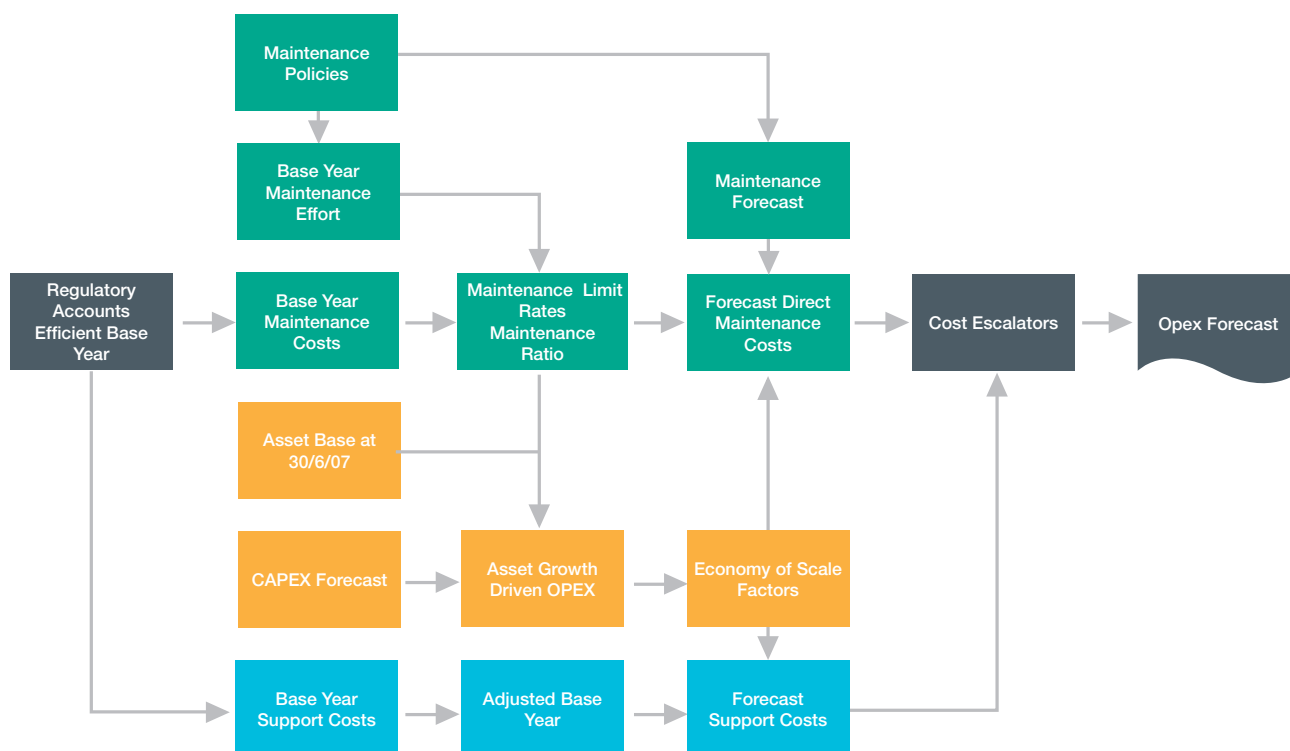 Maintenance
Policies
Base Year
Maintenance
Effort
Maintenance
Forecast
Regulatory
Accounts
Efficient Base
Year
Base Year
Maintenance
Costs
Maintenance Limit
Rates
Maintenance
Ratio
Forecast Direct
Maintenance
Costs
Cost Escalators
Opex Forecast
Asset Base at
30/6/07
CAPEX Forecast
Asset Growth
Driven OPEX
Economy of Scale
Factors
Base Year
Support Costs
Adjusted Base
Year
Forecast
Support Costs